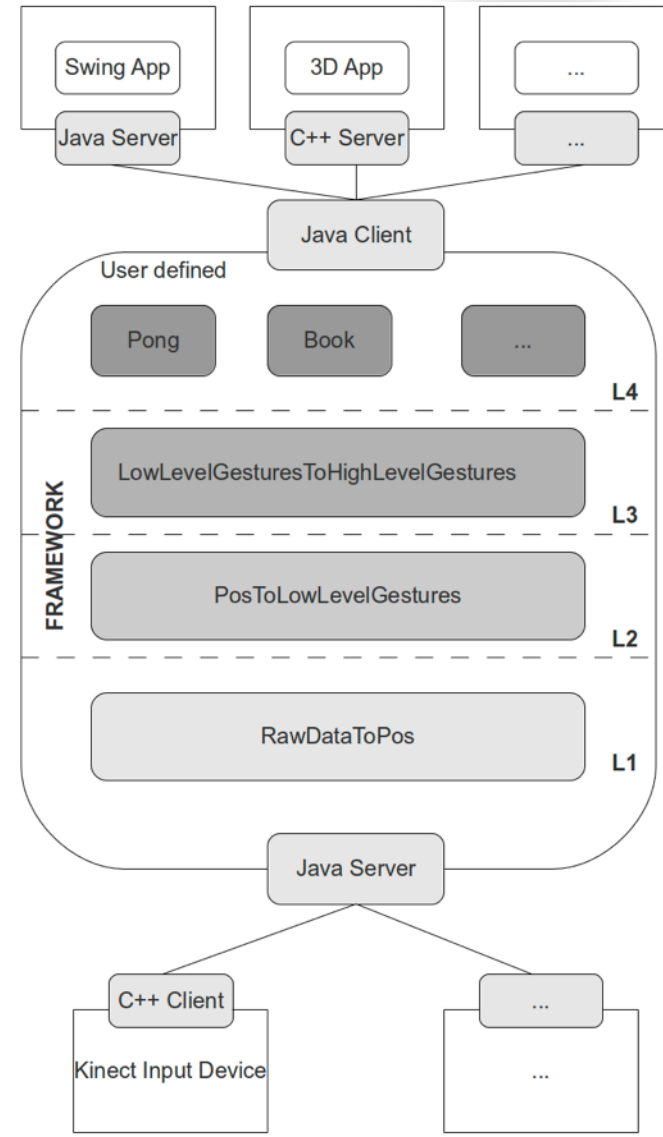 Swing App
3D App
...
Java Server
C++ Server
...
Java Client
User defined
Pong
Book
...
L4
LowLevelGesturesToHighLevelGestures
L3
FRAMEWORK
PosToLowLevelGestures
L2
RawDataToPos
L1
Java Server
C++ Client
...
Kinect Input Device
...